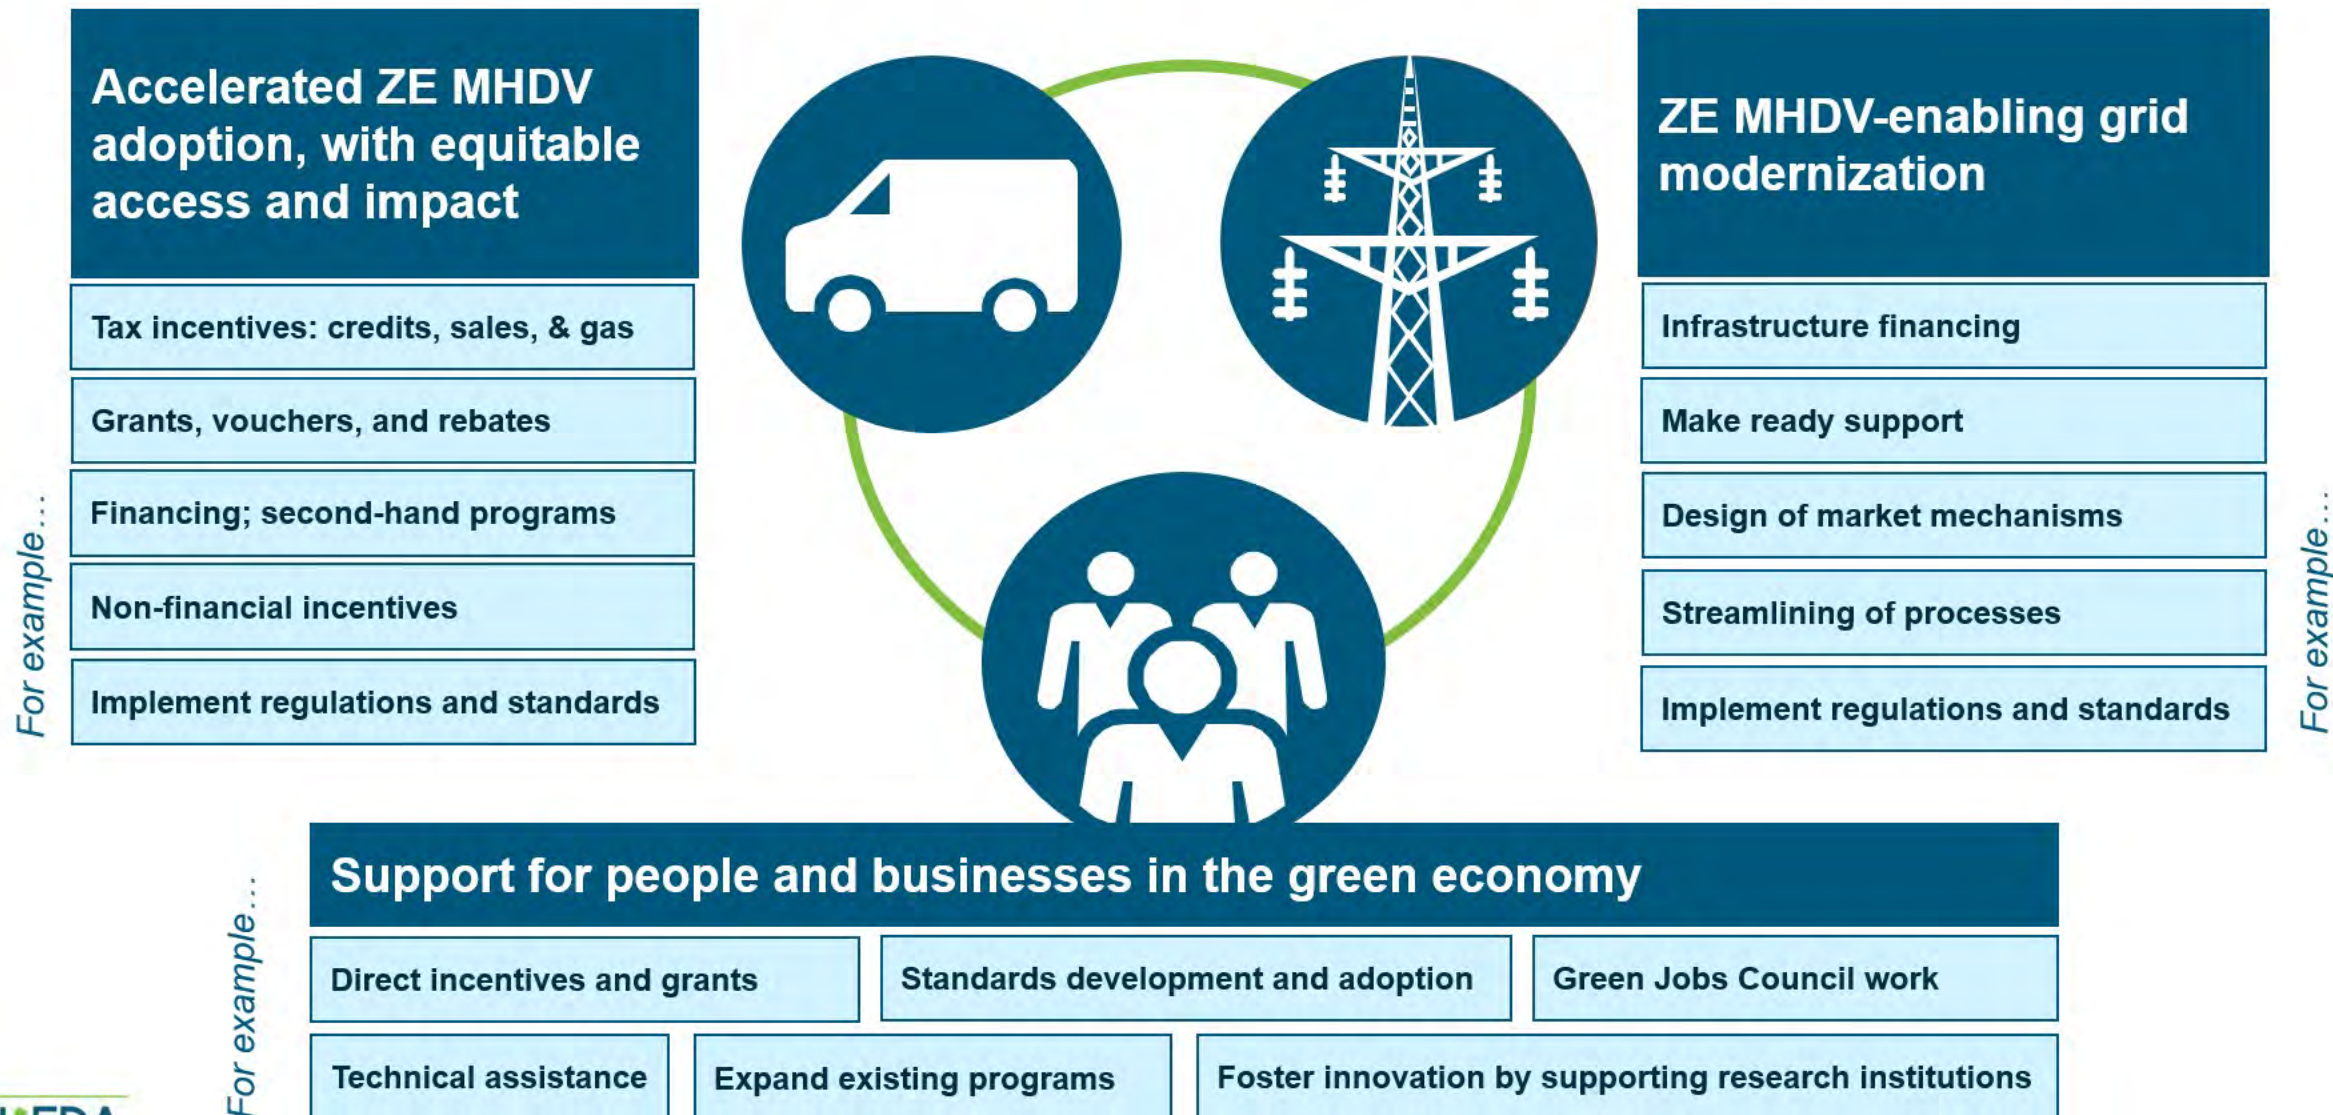 Accelerated ZE MHDV
adoption, with equitable
access and impact
For example...
Tax incentives: credits, sales, & gas
Grants, vouchers, and rebates
Financing; second-hand programs
Non-financial incentives
Implement regulations and standards
ZE MHDV-enabling grid
modernization
Infrastructure financing
Make ready support
Design of market mechanisms
Streamlining of processes
Implement regulations and standards
For example...
Support for people and businesses in the green economy
For example...
Direct incentives and grants
Standards development and adoption
Green Jobs Council work
Technical assistance
Expand existing programs
Foster innovation by supporting research institutions